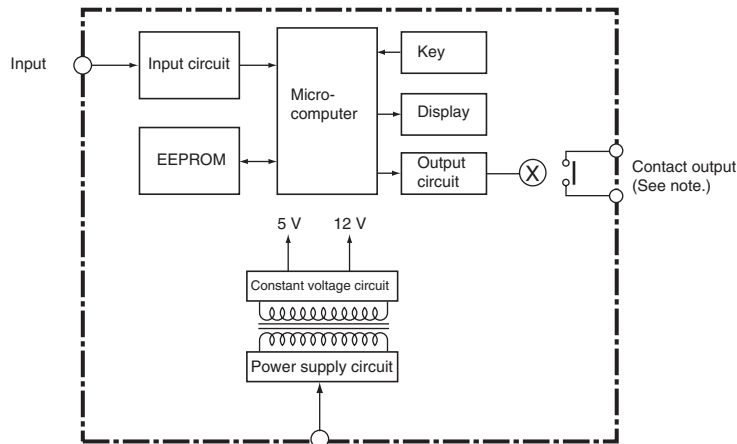 Input
Input circuit
EEPROM
Micro-
computer
Key
Display
Output
circuit
X
Contact output
(See note.)
5 V
12 V
Constant voltage circuit
Power supply circuit